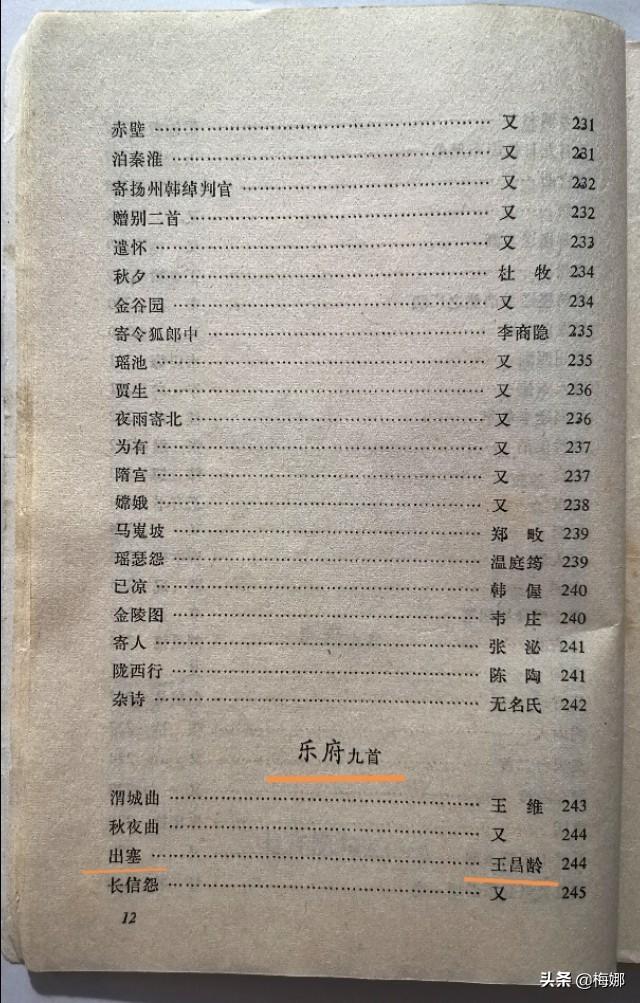 赤壁 …… 又 231
泊秦淮 …… 又 231
寄扬州韩绰判官 …… 又 232
赠别二首 …… 又 232
遣怀 …… 又 233
秋夕 …… 杜 牧 234
金谷园 …… 又 234
寄令狐郎中 …… 李商隐 235
瑶池 …… 又 235
贾生 …… 又 236
夜雨寄北 …… 又 236
为有 …… 又 237
隋宫 …… 又 237
嫦娥 …… 又 238
马嵬坡 …… 郑 畋 239
瑶瑟怨 …… 温庭筠 239
已凉 …… 韩 偓 240
金陵图 …… 韦 庄 240
寄人 …… 张 泌 241
陇西行 …… 陈 陶 241
杂诗 …… 无名氏 242
乐府九首
渭城曲 …… 王 维 243
秋夜曲 …… 又 244
出塞 …… 王昌龄 244
长信怨 …… 又 245
12
头条 @梅娜